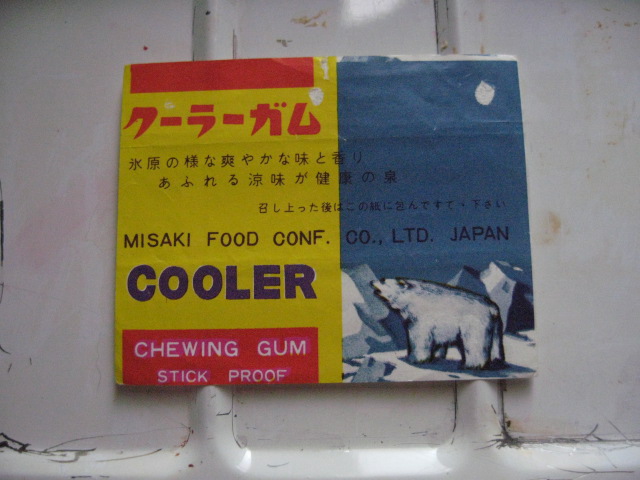 クーラーガム
氷原の様な爽やかな味と香り
あふれる涼味が健康の泉
召し上った後はこの紙に包んですてゝ下さい
MISAKI FOOD CONF. CO., LTD. JAPAN
COOLER
CHEWING GUM
STICK PROOF